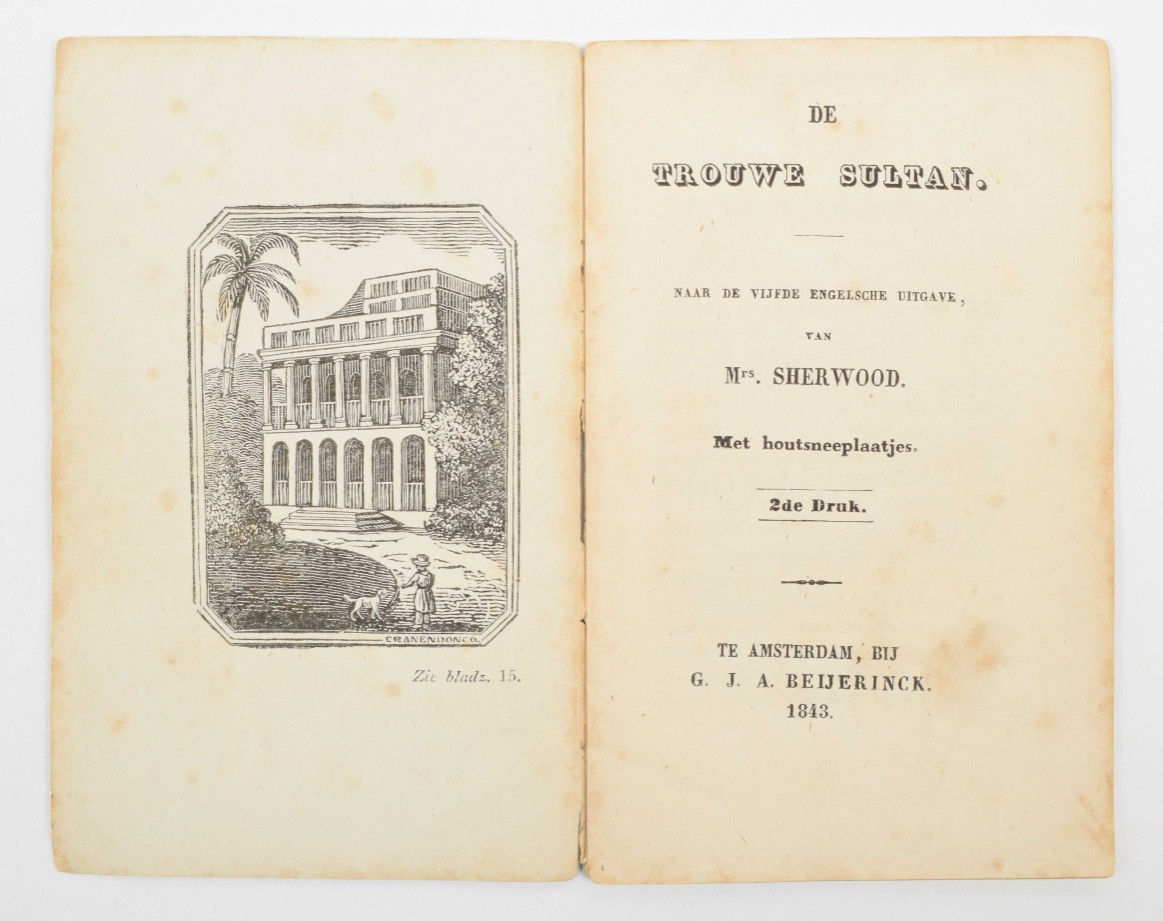 CRANENDONCQ.
Zie bladz. 15.
DE
TROUWE SULTAN.
NAAR DE VIJFDE ENGELSCHE UITGAVE,
VAN
Mrs. SHERWOOD.
Met houtsneeplaatjes.
2de Druk.
TE AMSTERDAM, BIJ
G. J. A. BEIJERINCK.
1843.